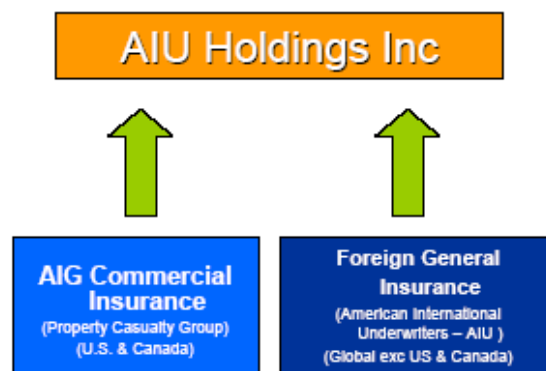 AIU Holdings Inc
AIG Commercial
Insurance
(Property Casualty Group)
(U.S. & Canada)
Foreign General
Insurance
(American International
Underwriters – AIU )
(Global exc US & Canada)